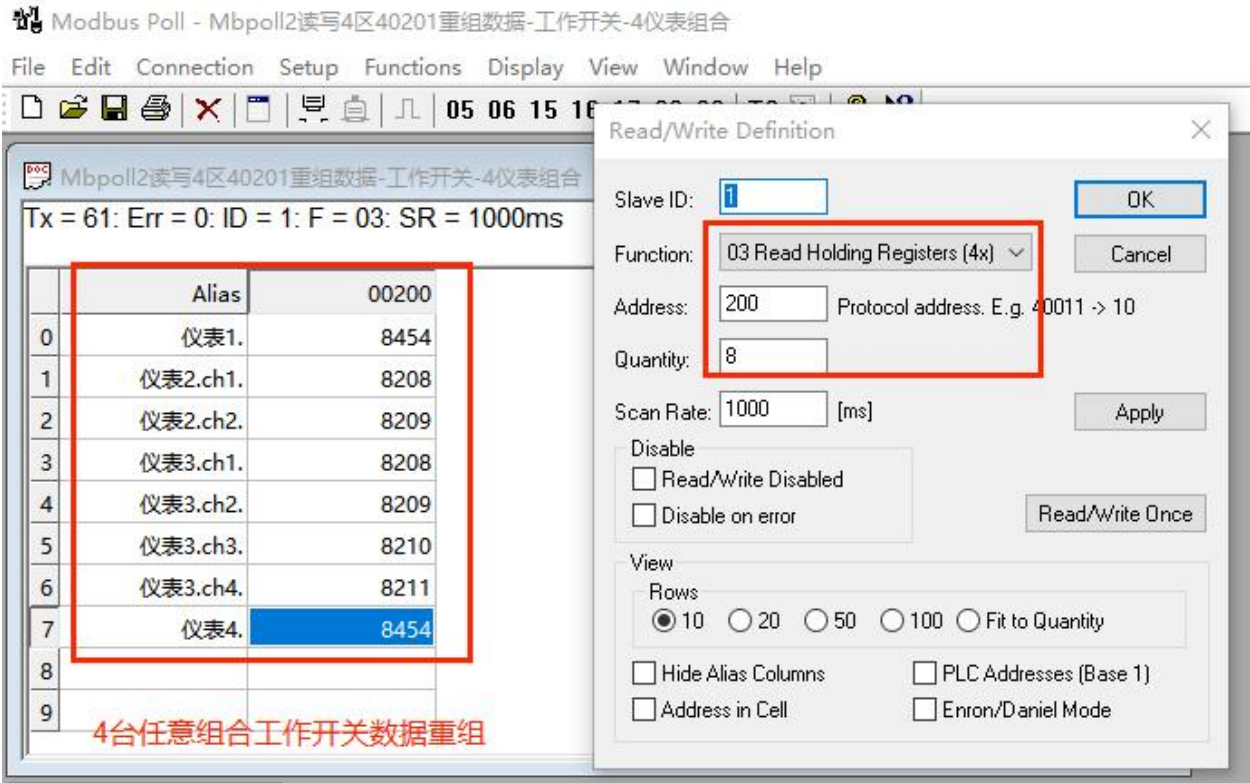 Modbus Poll - Mbpoll2读写4区40201重组数据-工作开关-4仪表组合
File Edit Connection Setup Functions Display View Window Help
05 06 15 16
Mbpoll2读写4区40201重组数据-工作开关-4仪表组合
Tx = 61: Err = 0: ID = 1: F = 03: SR = 1000ms
Alias 00200
0 仪表1. 8454
1 仪表2.ch1. 8208
2 仪表2.ch2. 8209
3 仪表3.ch1. 8208
4 仪表3.ch2. 8209
5 仪表3.ch3. 8210
6 仪表3.ch4. 8211
7 仪表4. 8454
8
9
4台任意组合工作开关数据重组
Read/Write Definition
Slave ID: 1 OK
Function: 03 Read Holding Registers (4x) Cancel
Address: 200 Protocol address. E.g. 40011 -> 10
Quantity: 8
Scan Rate: 1000 [ms] Apply
Disable
Read/Write Disabled
Disable on error
Read/Write Once
View
Rows
10 20 50 100 Fit to Quantity
Hide Alias Columns PLC Addresses (Base 1)
Address in Cell Enron/Daniel Mode